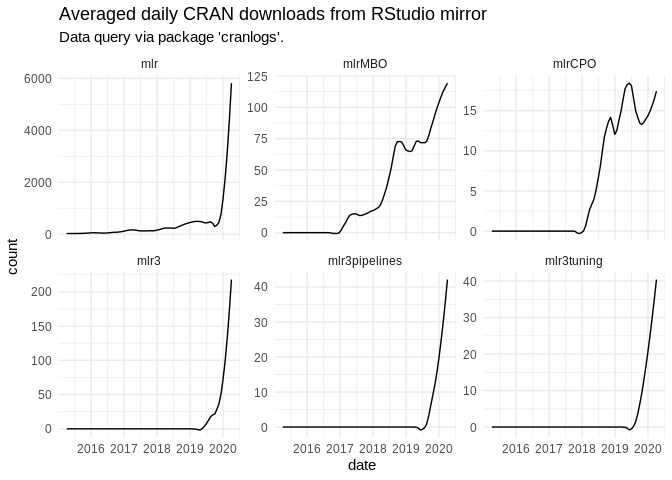 Averaged daily CRAN downloads from RStudio mirror
Data query via package 'cranlogs'.
mlr
mlrMBO
mlrCPO
6000
4000
2000
0
125
100
75
50
25
0
15
10
5
0
count
mlr3
mlr3pipelines
mlr3tuning
200
150
100
50
0
40
30
20
10
0
40
30
20
10
0
2016 2017 2018 2019 2020
2016 2017 2018 2019 2020
2016 2017 2018 2019 2020
date